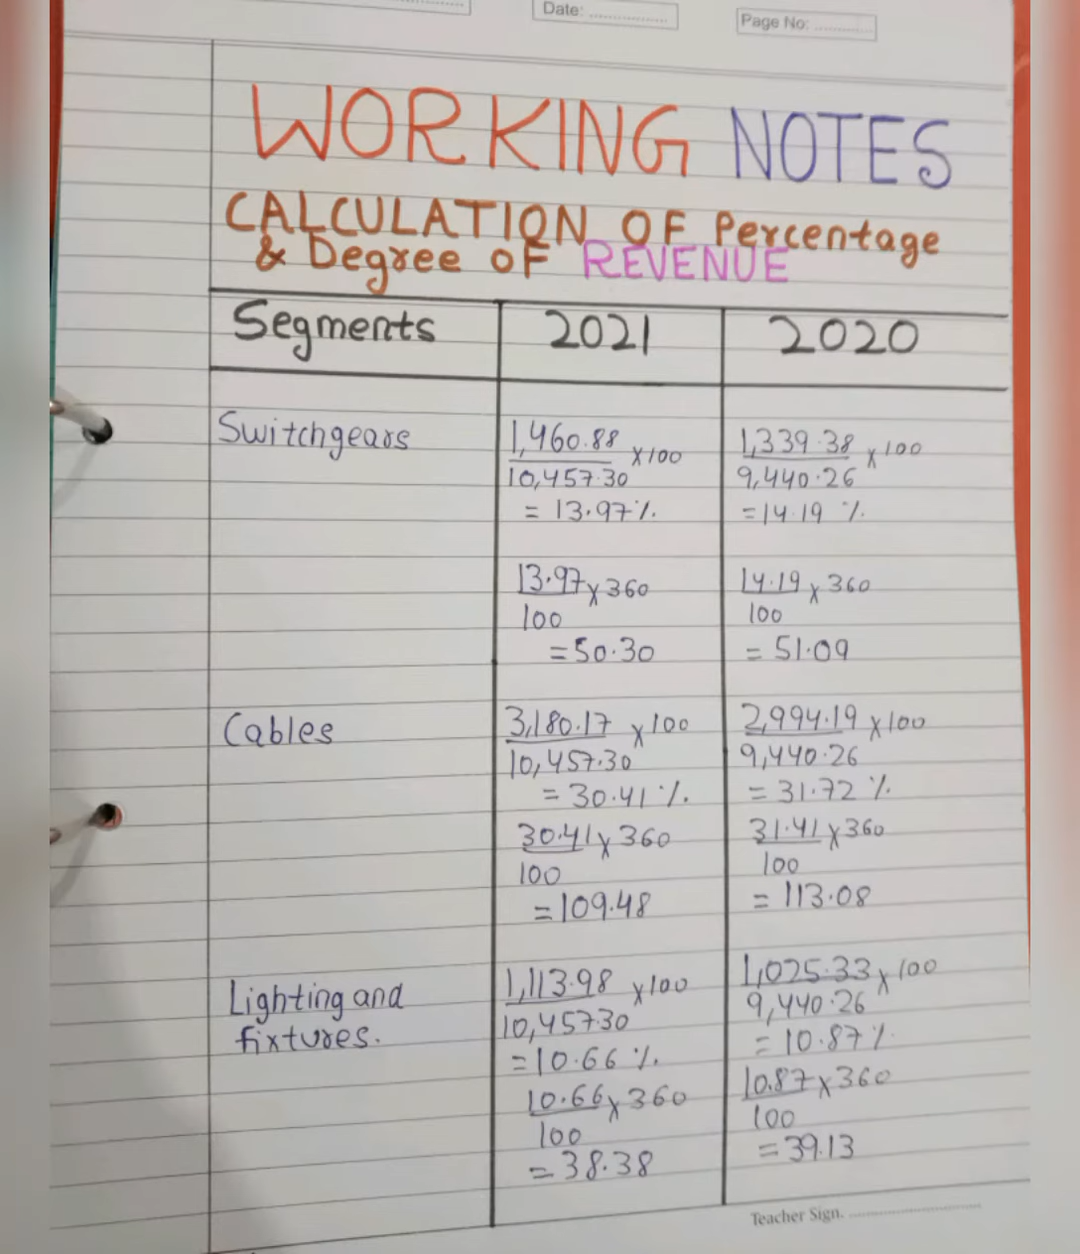 Date: ..................
Page No: ..............
WORKING NOTES
CALCULATION OF Percentage
& Degree OF REVENUE
Segments 2021 2020
Switchgears 1,460.88 x100 1,339.38 x100
10,457.30 9,440.26
= 13.97 %. = 14.19 %
13.97 x 360 14.19 x 360
100 100
= 50.30 = 51.09
Cables 3,180.17 x100 2,994.19 x100
10,457.30 9,440.26
= 30.41 %. = 31.72 %
30.41 x 360 31.41 x 360
100 100
= 109.48 = 113.08
Lighting and 1,113.98 x100 1,025.33 x100
fixtures. 10,457.30 9,440.26
= 10.66 %. = 10.87 %
10.66 x 360 10.87 x 360
100 100
= 38.38 = 39.13
Teacher Sign. ..............................